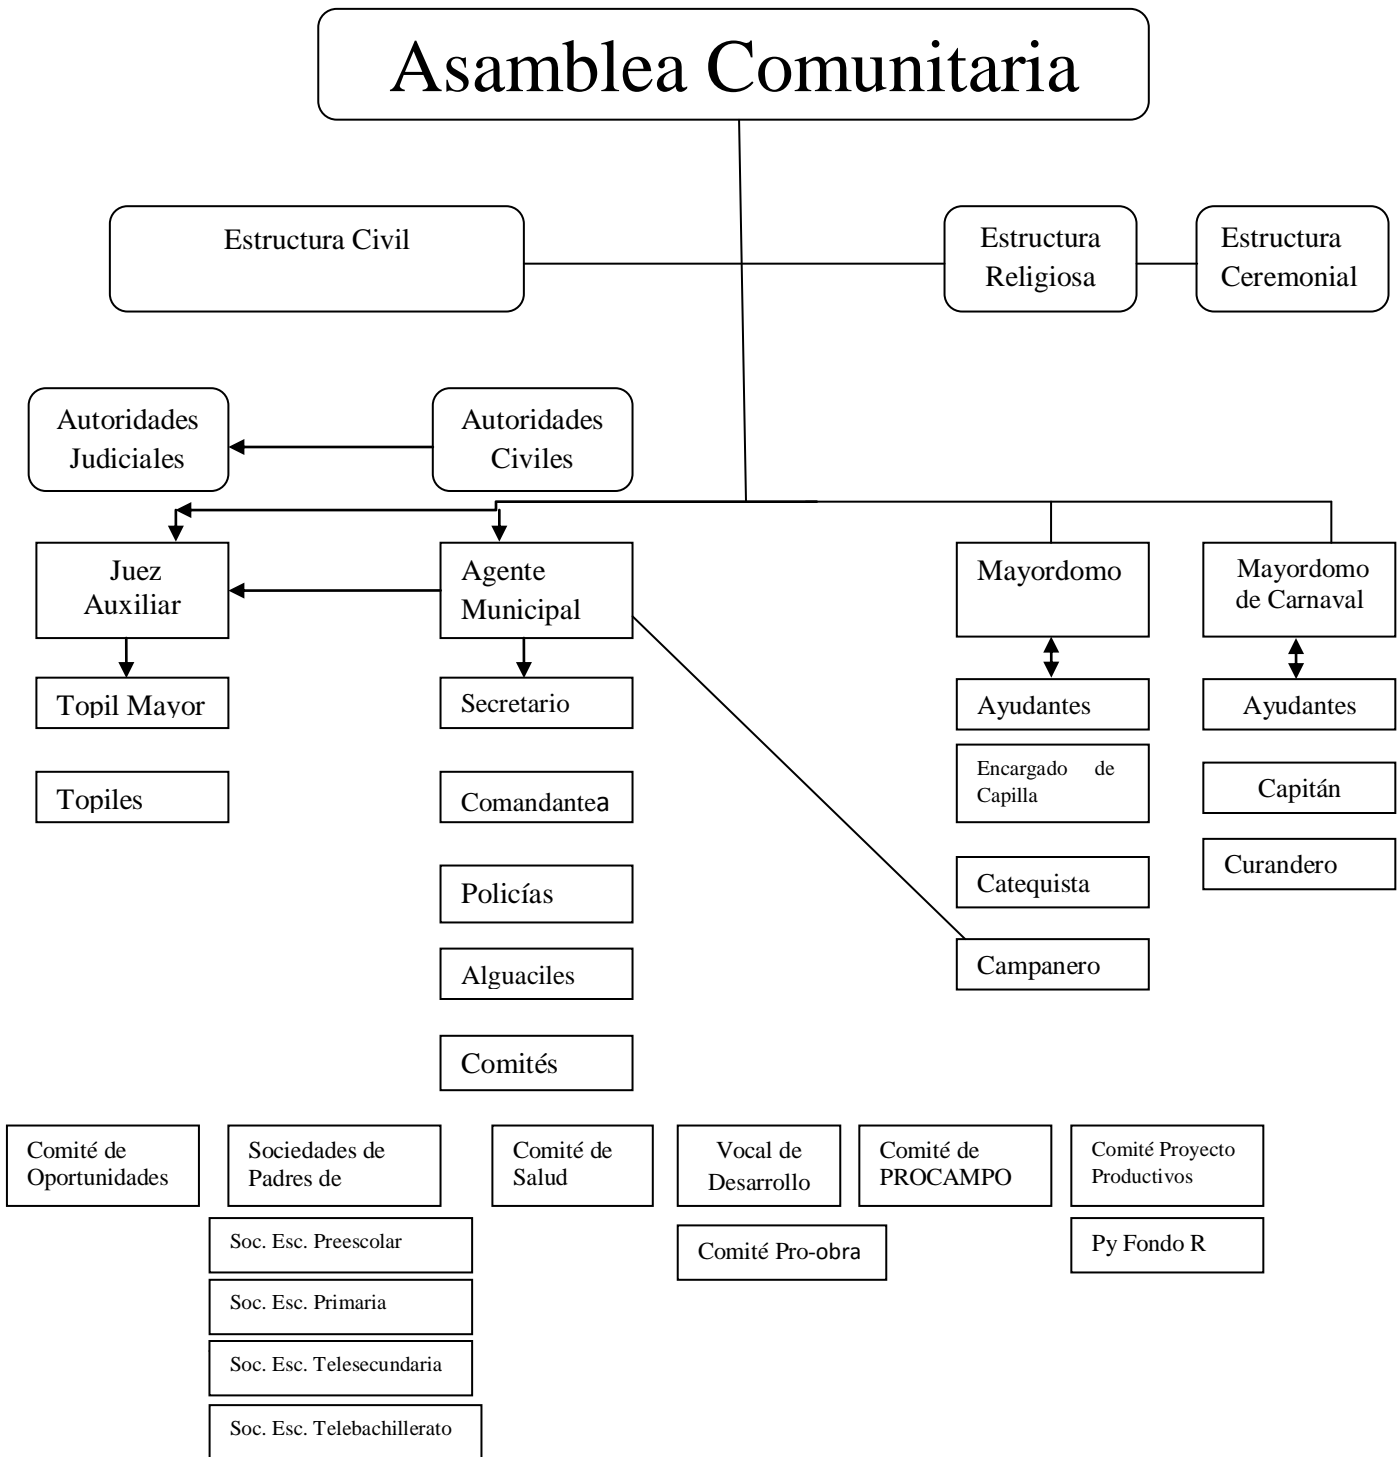 Asamblea Comunitaria
Estructura Civil
Estructura
Religiosa
Estructura
Ceremonial
Autoridades
Judiciales
Autoridades
Civiles
Juez
Auxiliar
Agente
Municipal
Mayordomo
Mayordomo
de Carnaval
Topil Mayor
Secretario
Ayudantes
Ayudantes
Topiles
Comandantea
Encargado de
Capilla
Capitán
Policías
Catequista
Curandero
Alguaciles
Campanero
Comités
Comité de
Oportunidades
Sociedades de
Padres de
Comité de
Salud
Vocal de
Desarrollo
Comité de
PROCAMPO
Comité Proyecto
Productivos
Soc. Esc. Preescolar
Comité Pro-obra
Py Fondo R
Soc. Esc. Primaria
Soc. Esc. Telesecundaria
Soc. Esc. Telebachillerato